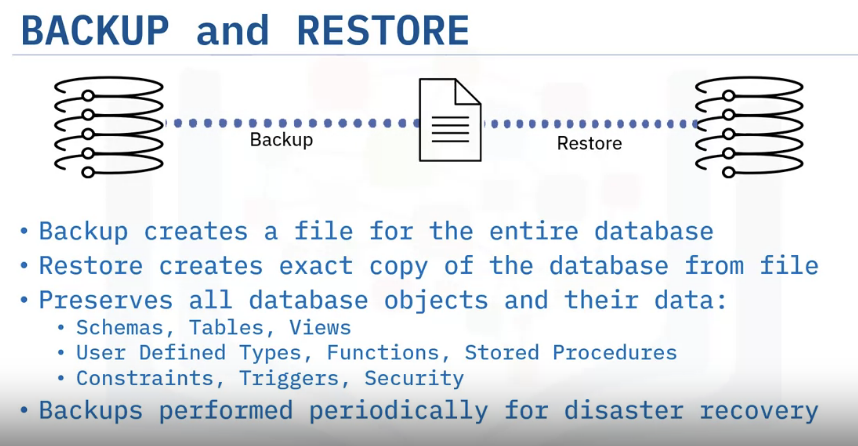 BACKUP and RESTORE
Backup
Restore
• Backup creates a file for the entire database
• Restore creates exact copy of the database from file
• Preserves all database objects and their data:
• Schemas, Tables, Views
• User Defined Types, Functions, Stored Procedures
• Constraints, Triggers, Security
• Backups performed periodically for disaster recovery